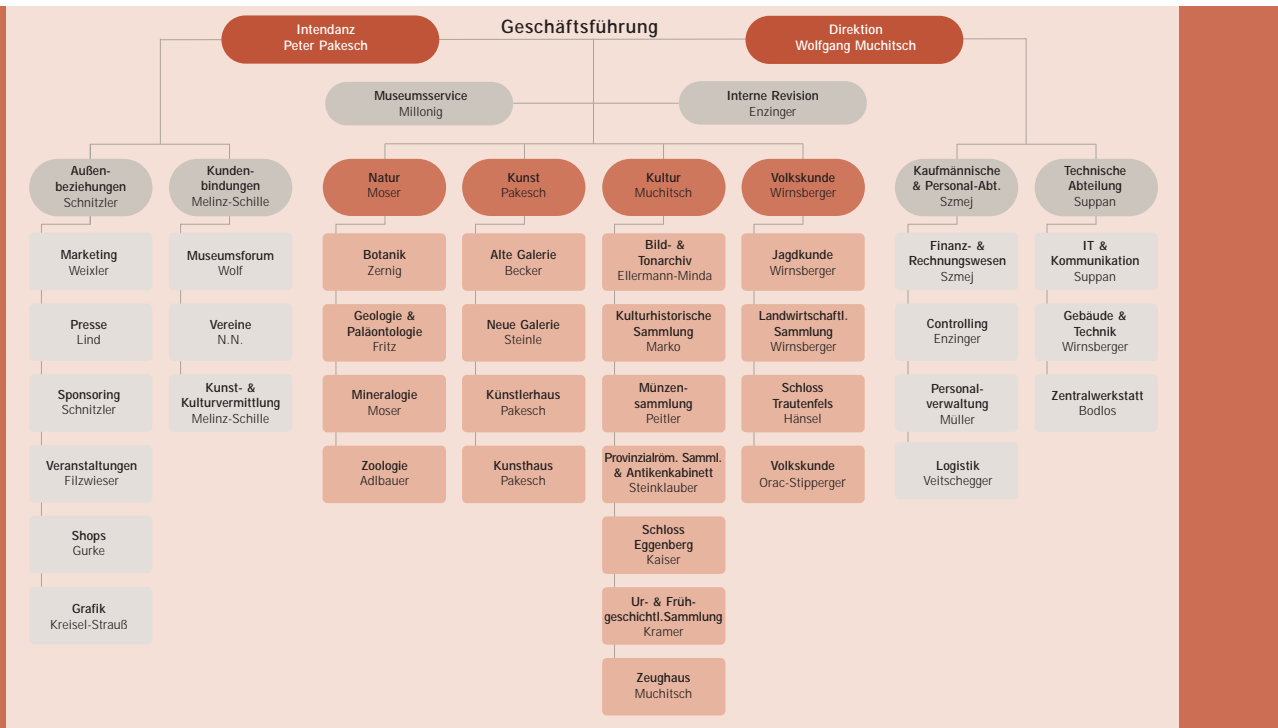 Geschäftsführung
Intendanz
Peter Pakesch
Direktion
Wolfgang Muchitsch
Museumsservice
Millonig
Interne Revision
Enzinger
Außen-
beziehungen
Schnitzler
Marketing
Weixler
Presse
Lind
Sponsoring
Schnitzler
Veranstaltungen
Filzwieser
Shops
Gurke
Grafik
Kreisel-Strauß
Kunden-
bindungen
Melinz-Schille
Museumsforum
Wolf
Vereine
N.N.
Kunst- &
Kulturvermittlung
Melinz-Schille
Natur
Moser
Botanik
Zernig
Geologie &
Paläontologie
Fritz
Mineralogie
Moser
Zoologie
Adlbauer
Kunst
Pakesch
Alte Galerie
Becker
Neue Galerie
Steinle
Künstlerhaus
Pakesch
Kunsthaus
Pakesch
Kultur
Muchitsch
Bild- &
Tonarchiv
Ellermann-Minda
Kulturhistorische
Sammlung
Marko
Münzen-
sammlung
Peitler
Provinzialröm. Samml.
& Antikenkabinett
Steinklauber
Schloss
Eggenberg
Kaiser
Ur- & Früh-
geschichtl.Sammlung
Kramer
Zeughaus
Muchitsch
Volkskunde
Wirnsberger
Jagdkunde
Wirnsberger
Landwirtschaftl.
Sammlung
Wirnsberger
Schloss
Trautenfels
Hänsel
Volkskunde
Orac-Stipperger
Kaufmännische
& Personal-Abt.
Szmej
Finanz- &
Rechnungswesen
Szmej
Controlling
Enzinger
Personal-
verwaltung
Müller
Logistik
Veitschegger
Technische
Abteilung
Suppan
IT &
Kommunikation
Suppan
Gebäude &
Technik
Wirnsberger
Zentralwerkstatt
Bodlos